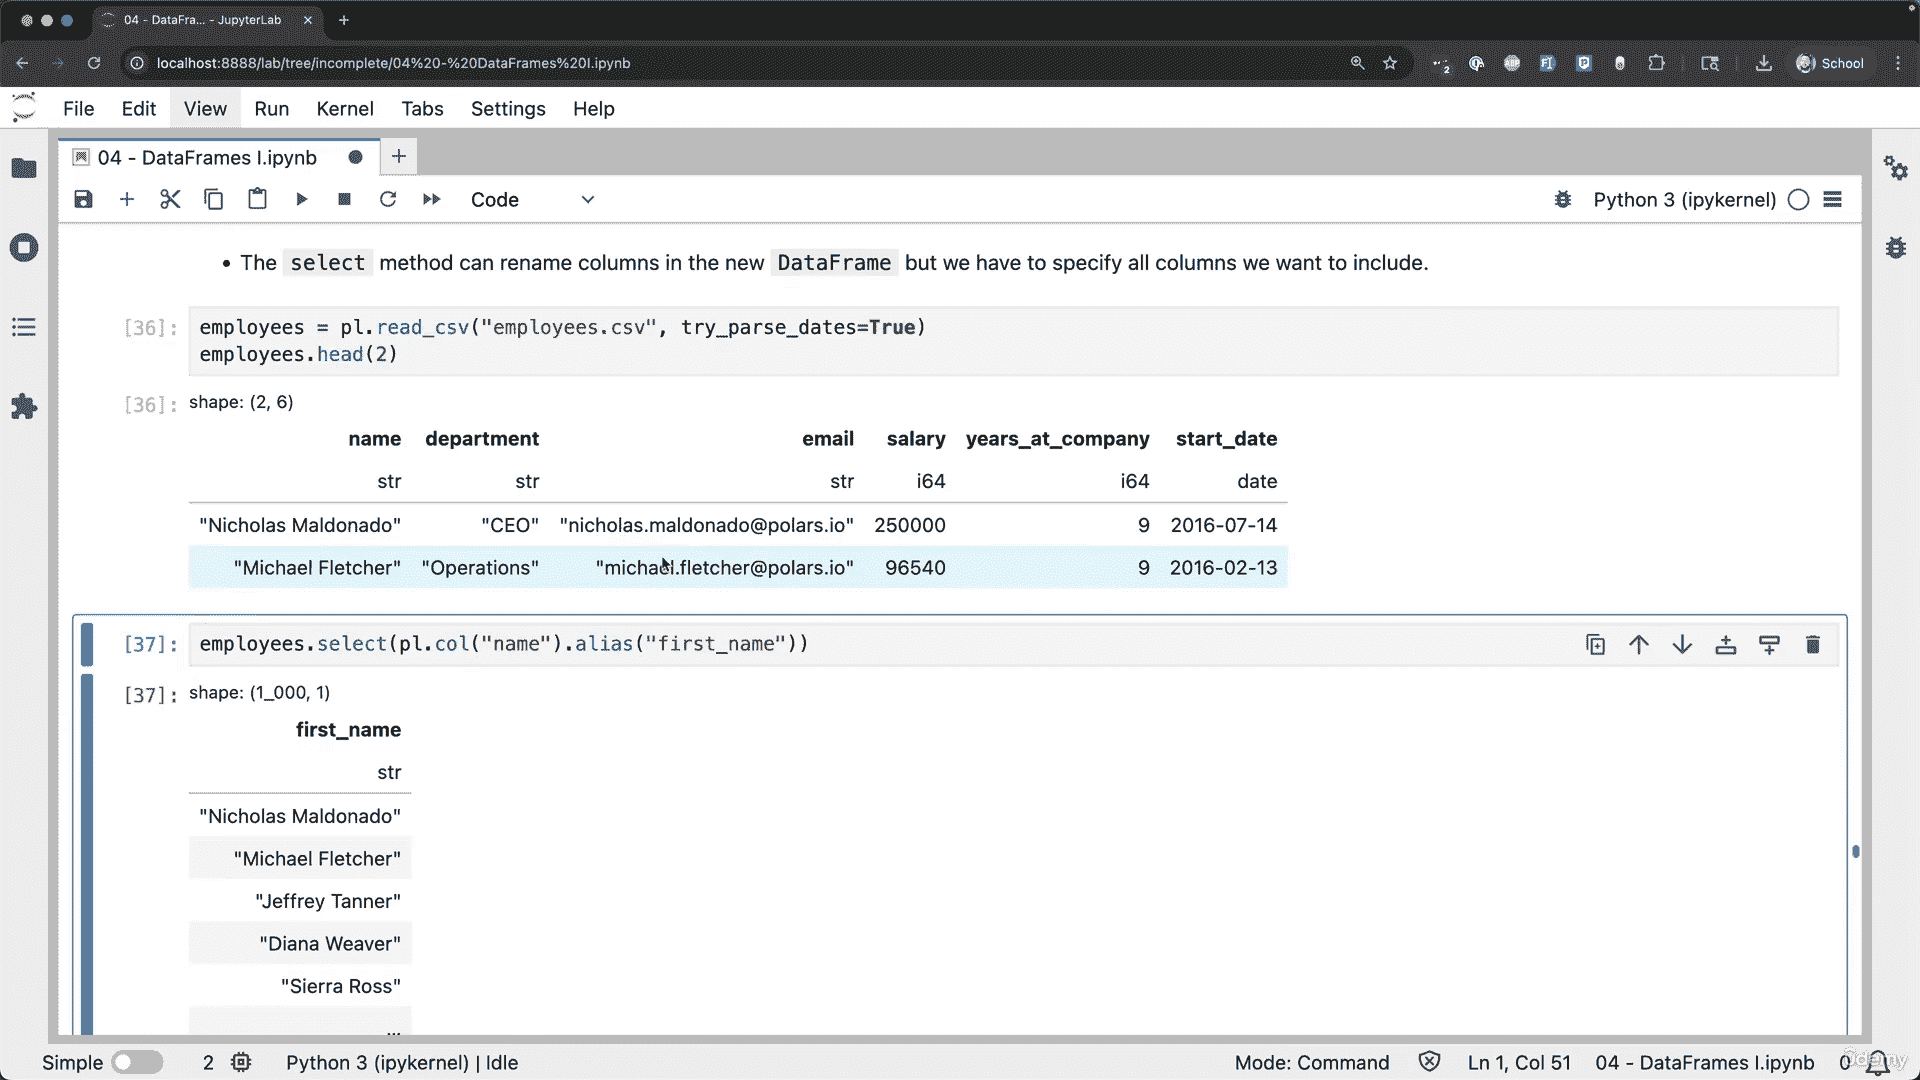 04 - DataFra... - JupyterLab
localhost:8888/lab/tree/incomplete/04%20-%20DataFrames%20I.ipynb
2
ABP
School
File Edit View Run Kernel Tabs Settings Help
04 - DataFrames I.ipynb
Code
Python 3 (ipykernel)
• The select method can rename columns in the new DataFrame but we have to specify all columns we want to include.
[36]: employees = pl.read_csv("employees.csv", try_parse_dates=True)
employees.head(2)
[36]: shape: (2, 6)
name department email salary years_at_company start_date
str str str i64 i64 date
"Nicholas Maldonado" "CEO" "nicholas.maldonado@polars.io" 250000 9 2016-07-14
"Michael Fletcher" "Operations" "michael.fletcher@polars.io" 96540 9 2016-02-13
[37]: employees.select(pl.col("name").alias("first_name"))
[37]: shape: (1_000, 1)
first_name
str
"Nicholas Maldonado"
"Michael Fletcher"
"Jeffrey Tanner"
"Diana Weaver"
"Sierra Ross"
...
Simple 2 Python 3 (ipykernel) | Idle Mode: Command Ln 1, Col 51 04 - DataFrames I.ipynb 0
udemy